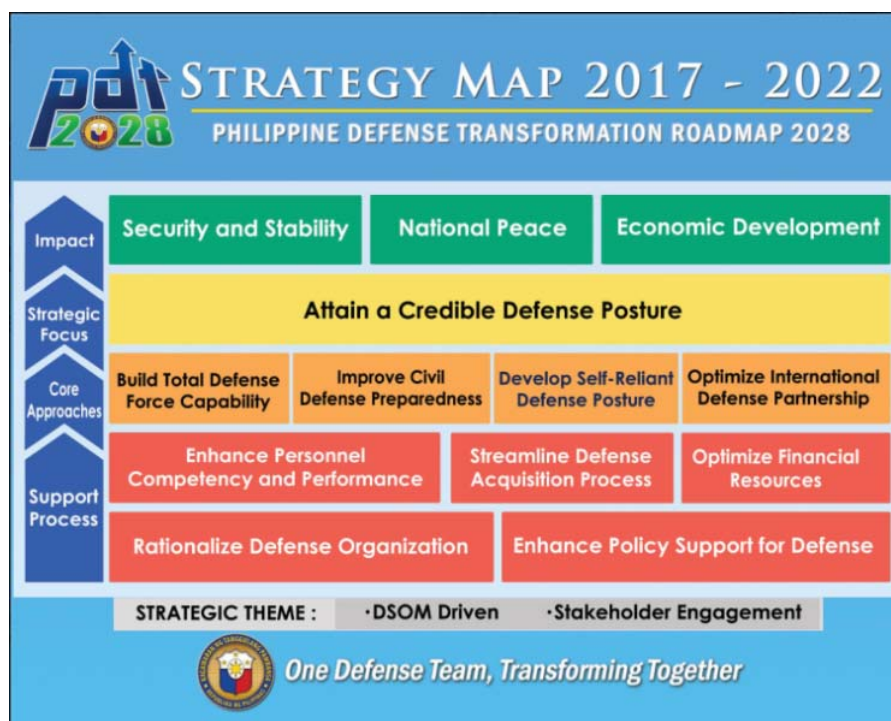 pdt
2028
STRATEGY MAP 2017 - 2022
PHILIPPINE DEFENSE TRANSFORMATION ROADMAP 2028
Impact
Security and Stability
National Peace
Economic Development
Strategic
Focus
Attain a Credible Defense Posture
Core
Approaches
Build Total Defense
Force Capability
Improve Civil
Defense Preparedness
Develop Self-Reliant
Defense Posture
Optimize International
Defense Partnership
Support
Process
Enhance Personnel
Competency and Performance
Streamline Defense
Acquisition Process
Optimize Financial
Resources
Rationalize Defense Organization
Enhance Policy Support for Defense
STRATEGIC THEME : ·DSOM Driven ·Stakeholder Engagement
One Defense Team, Transforming Together